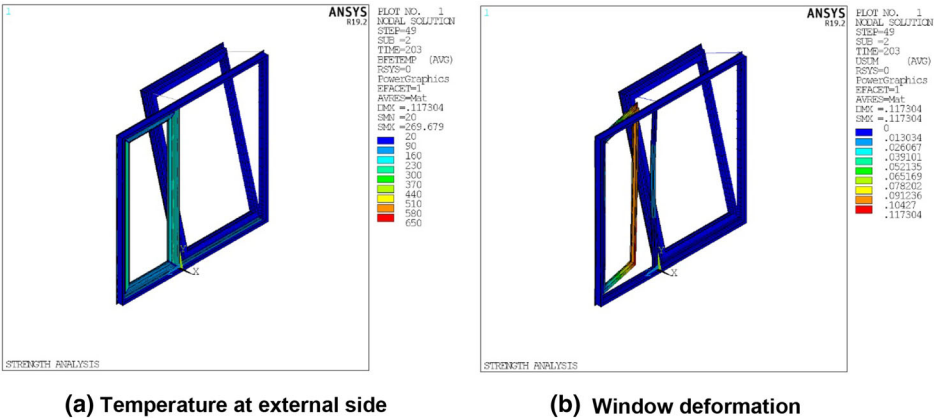 1
ANSYS
R19.2
PLOT NO. 1
NODAL SOLUTION
STEP=49
SUB =2
TIME=203
BFETEMP (AVG)
RSYS=0
PowerGraphics
EFACET=1
AVRES=Mat
DMX =.117304
SMN =20
SMX =269.679
20
90
160
230
300
370
440
510
580
650
Y
X
STRENGTH ANALYSIS
(a) Temperature at external side
1
ANSYS
R19.2
PLOT NO. 1
NODAL SOLUTION
STEP=49
SUB =2
TIME=203
USUM (AVG)
RSYS=0
PowerGraphics
EFACET=1
AVRES=Mat
DMX =.117304
SMX =.117304
0
.013034
.026067
.039101
.052135
.065169
.078202
.091236
.10427
.117304
Y
X
STRENGTH ANALYSIS
(b) Window deformation